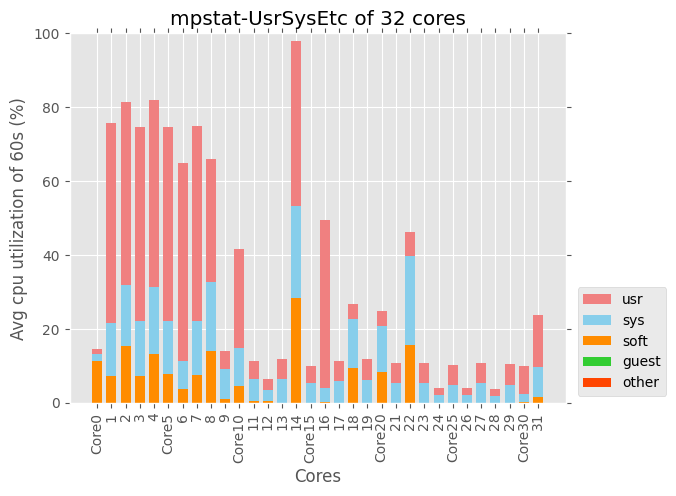 mpstat-UsrSysEtc of 32 cores
100
80
60
40
20
0
Avg cpu utilization of 60s (%)
Core0
1
2
3
4
Core5
6
7
8
9
Core10
11
12
13
14
Core15
16
17
18
19
Core20
21
22
23
24
Core25
26
27
28
29
Core30
31
Cores
usr
sys
soft
guest
other